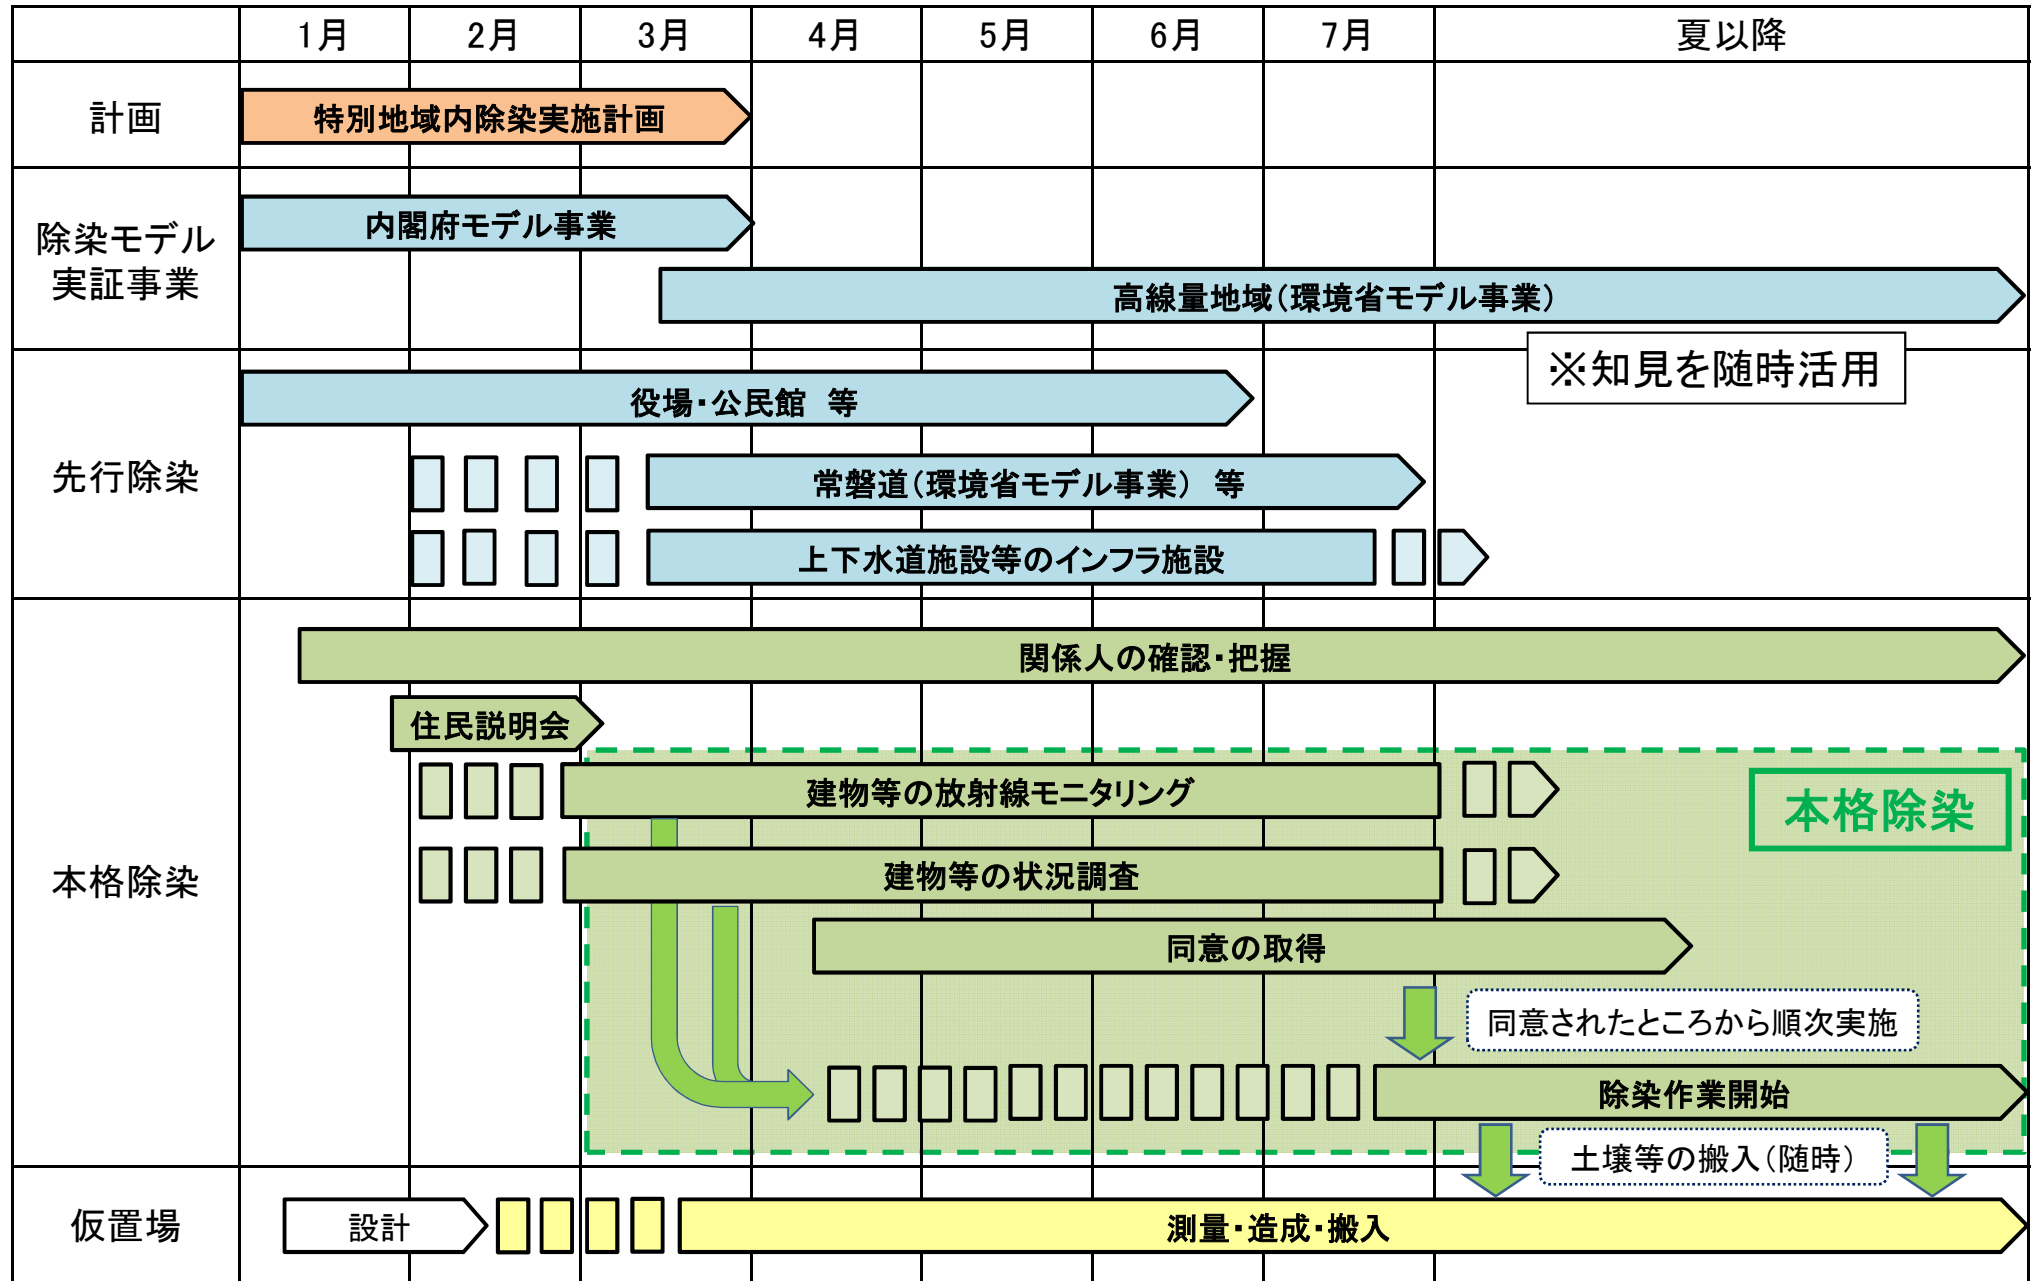 1月 2月 3月 4月 5月 6月 7月 夏以降
計画
特別地域内除染実施計画
除染モデル
実証事業
内閣府モデル事業
高線量地域(環境省モデル事業)
※知見を随時活用
先行除染
役場・公民館 等
常磐道(環境省モデル事業) 等
上下水道施設等のインフラ施設
本格除染
関係人の確認・把握
住民説明会
建物等の放射線モニタリング
本格除染
建物等の状況調査
同意の取得
同意されたところから順次実施
除染作業開始
土壌等の搬入(随時)
仮置場
設計
測量・造成・搬入